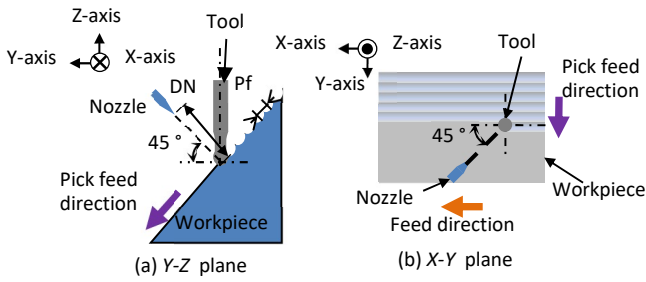 Z-axis
Y-axis
X-axis
Tool
DN
Pf
Nozzle
45 °
Pick feed
direction
Workpiece
(a) Y-Z plane
X-axis
Z-axis
Y-axis
Tool
Pick feed
direction
45 °
Nozzle
Workpiece
Feed direction
(b) X-Y plane